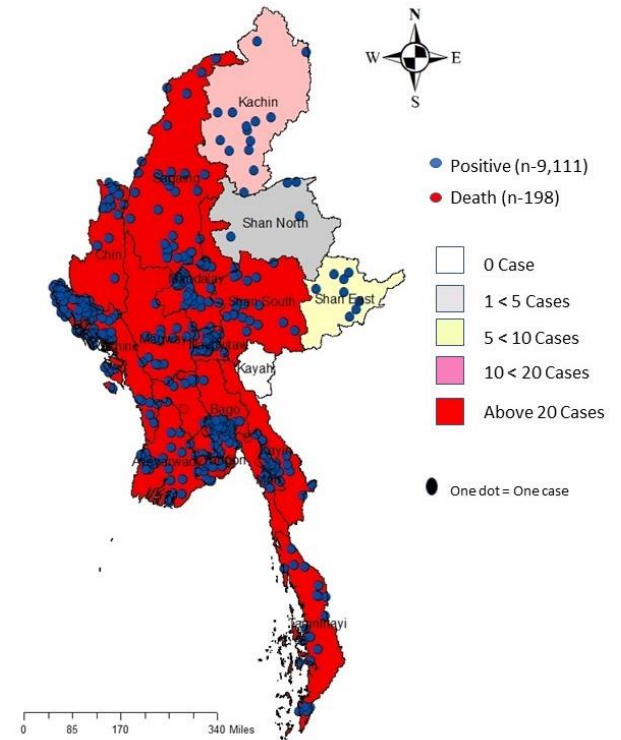 N
W E
S
Kachin
Positive (n-9,111)
Sagaing
Death (n-198)
Shan North
Chin
0 Case
Mandalay
Shan South
Shan East
1 < 5 Cases
Magway
5 < 10 Cases
Kayah
10 < 20 Cases
Bago
Above 20 Cases
Kayin
One dot = One case
Taninthayi
0 85 170 340 Miles